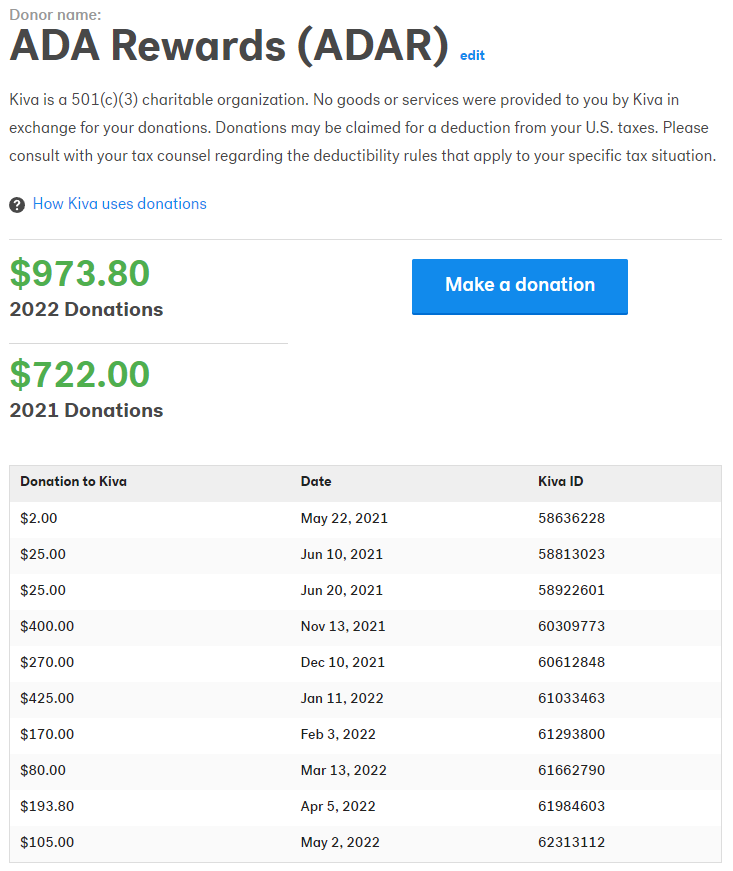 Donor name:
ADA Rewards (ADAR) edit
Kiva is a 501(c)(3) charitable organization. No goods or services were provided to you by Kiva in
exchange for your donations. Donations may be claimed for a deduction from your U.S. taxes. Please
consult with your tax counsel regarding the deductibility rules that apply to your specific tax situation.
? How Kiva uses donations
$973.80 Make a donation
2022 Donations
$722.00
2021 Donations
Donation to Kiva Date Kiva ID
$2.00 May 22, 2021 58636228
$25.00 Jun 10, 2021 58813023
$25.00 Jun 20, 2021 58922601
$400.00 Nov 13, 2021 60309773
$270.00 Dec 10, 2021 60612848
$425.00 Jan 11, 2022 61033463
$170.00 Feb 3, 2022 61293800
$80.00 Mar 13, 2022 61662790
$193.80 Apr 5, 2022 61984603
$105.00 May 2, 2022 62313112